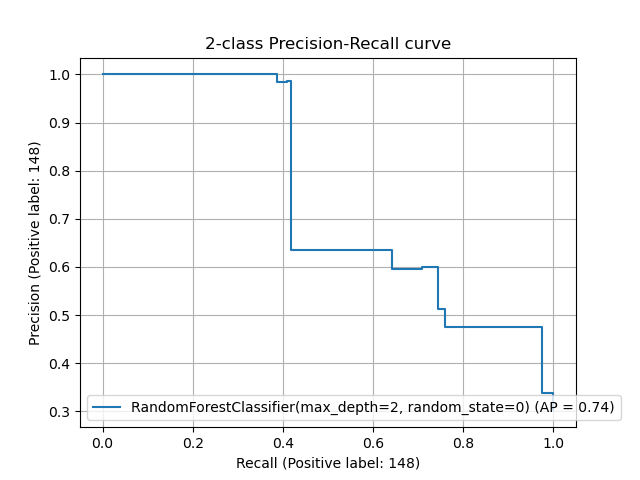 2-class Precision-Recall curve
1.0
0.9
0.8
0.7
0.6
0.5
0.4
0.3
Precision (Positive label: 148)
RandomForestClassifier(max_depth=2, random_state=0) (AP = 0.74)
0.0 0.2 0.4 0.6 0.8 1.0
Recall (Positive label: 148)